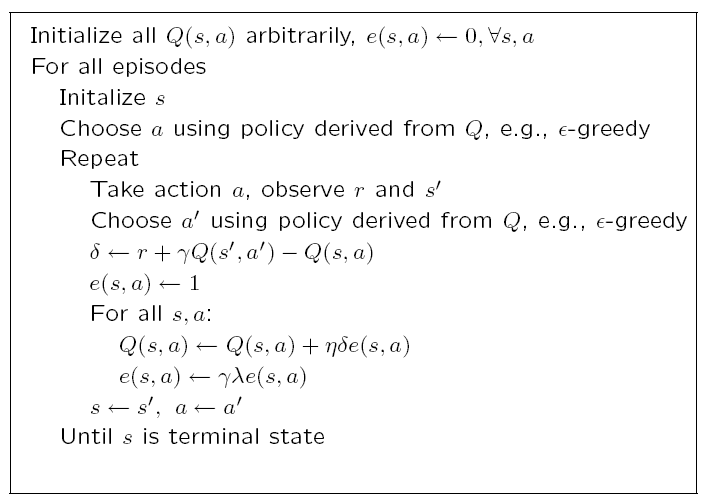 Initialize all Q(s, a) arbitrarily, e(s, a) ← 0, ∀s, a
For all episodes
Initalize s
Choose a using policy derived from Q, e.g., ϵ-greedy
Repeat
Take action a, observe r and s′
Choose a′ using policy derived from Q, e.g., ϵ-greedy
δ ← r + γQ(s′, a′) − Q(s, a)
e(s, a) ← 1
For all s, a:
Q(s, a) ← Q(s, a) + ηδe(s, a)
e(s, a) ← γλe(s, a)
s ← s′, a ← a′
Until s is terminal state